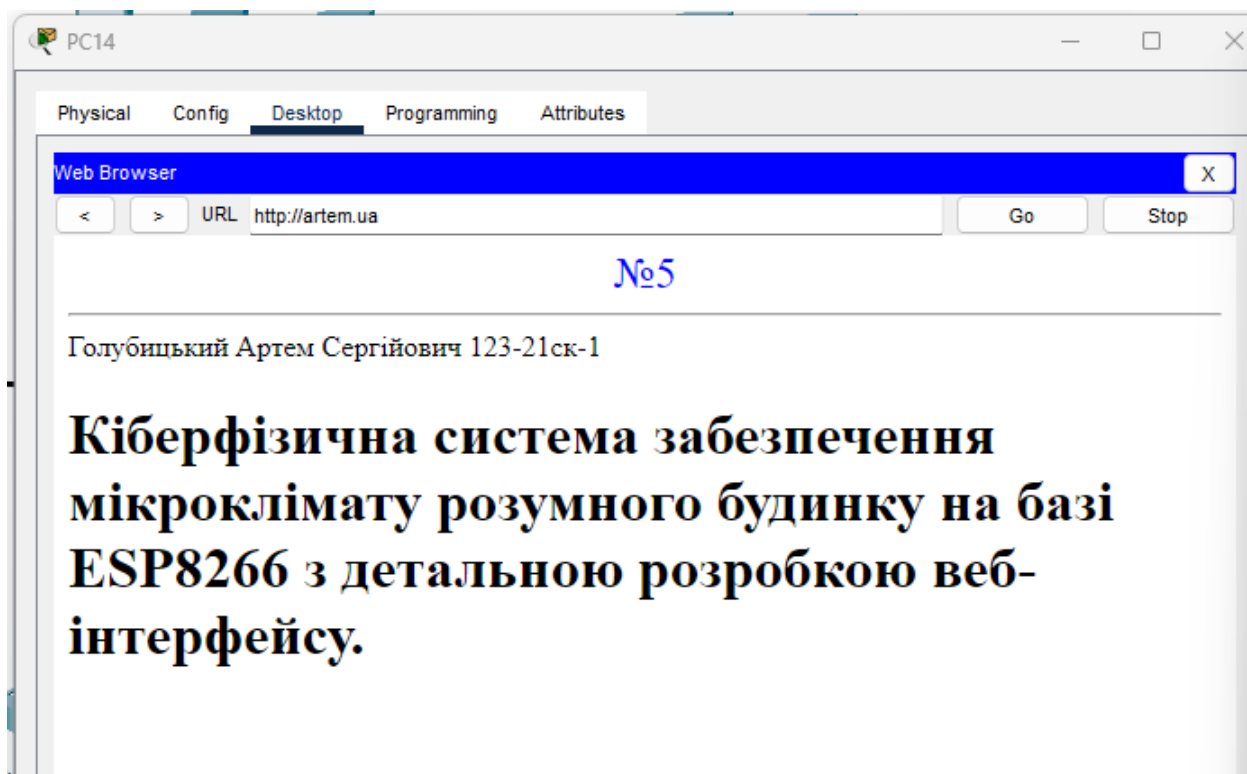 PC14
Physical Config Desktop Programming Attributes
Web Browser
X
< > URL http://artem.ua Go Stop
№5
Голубицький Артем Сергійович 123-21ск-1
Кіберфізична система забезпечення
мікроклімату розумного будинку на базі
ESP8266 з детальною розробкою веб-
інтерфейсу.